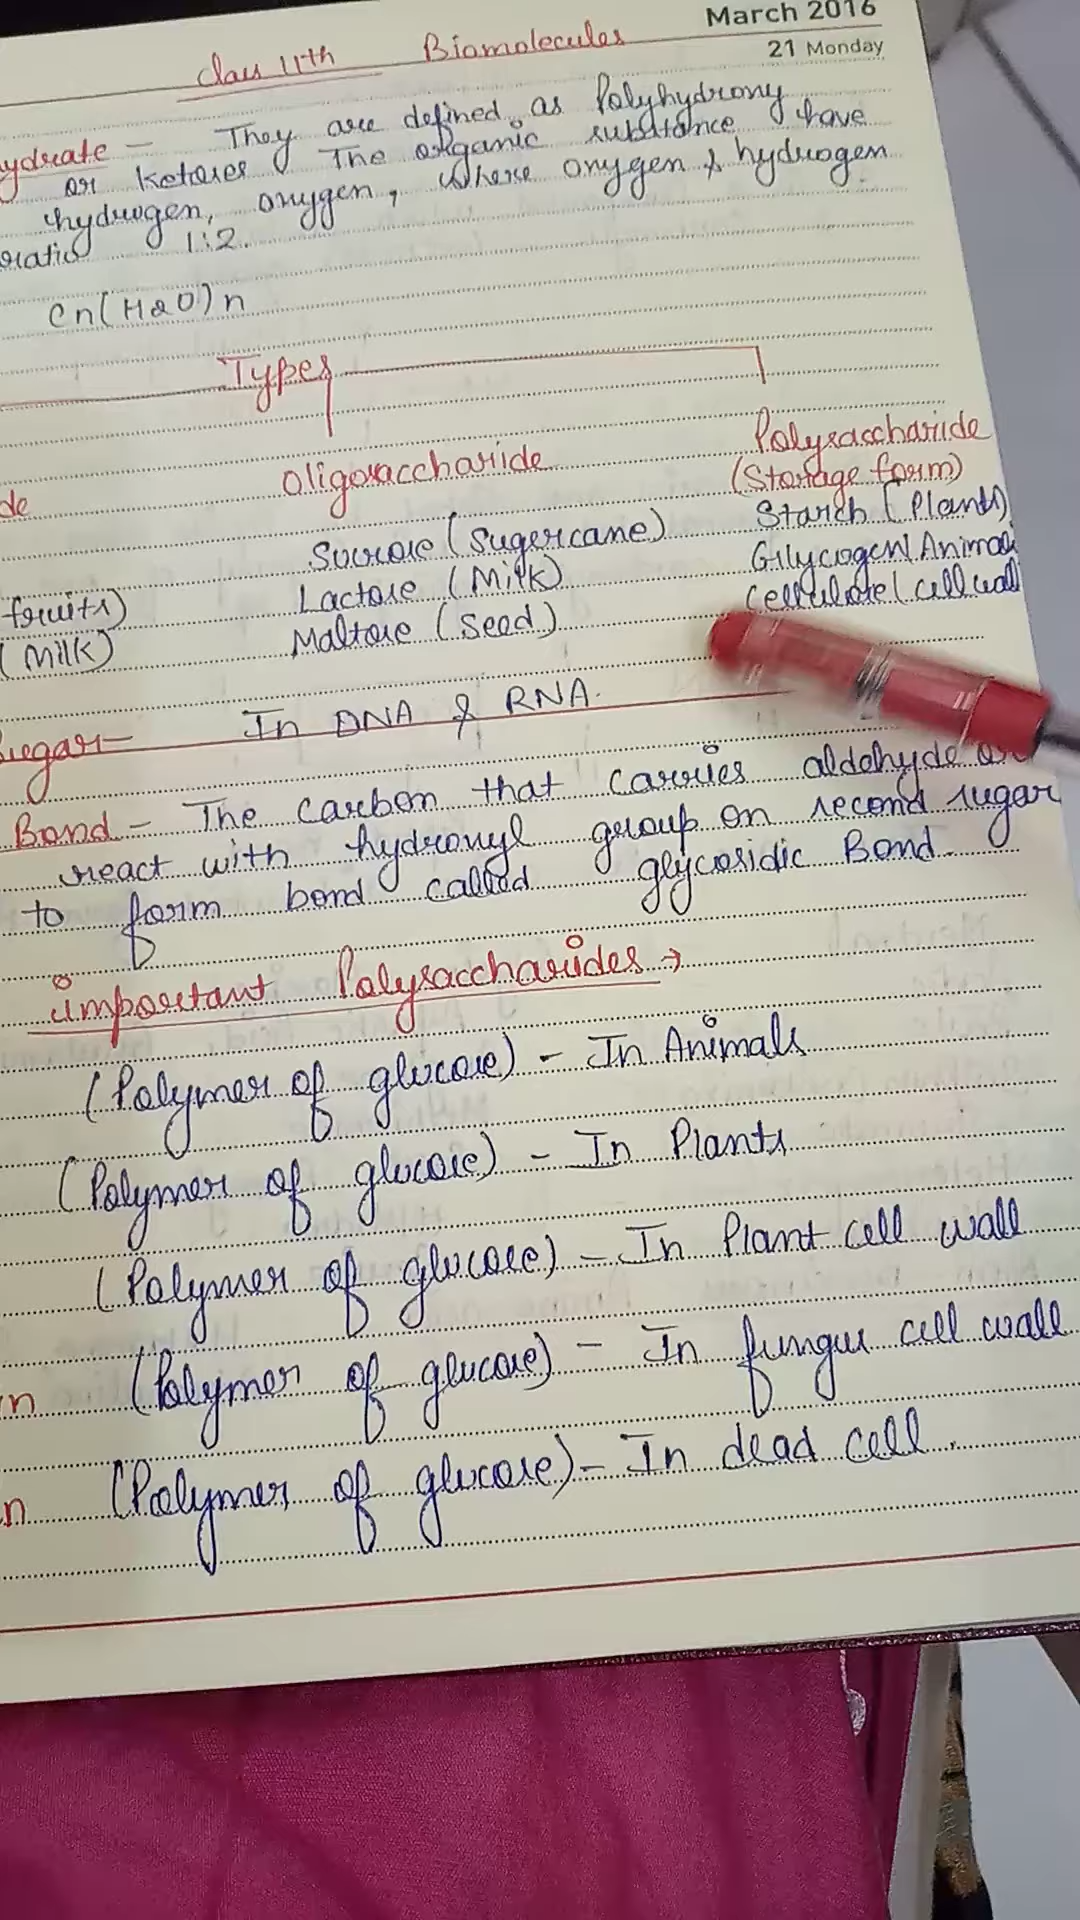 March 2016
21 Monday
Class 11th Biomolecules
ydrate - They are defined as Polyhydroxy
or ketoses The organic substance have
hydrogen, oxygen, where oxygen & hydrogen
ratio 1:2.
Cn(H2O)n
Types
de Oligosaccharide Polysaccharide
(Storage form)
Sucrose (Sugercane) Starch (Plants)
fruits) Lactose (Milk) Glycogen(Animal
(Milk) Maltose (Seed) Cellulose(cell wall
Sugar- In DNA & RNA.
Bond - The Carbon that carries aldehyde or
react with hydroxyl group on second sugar
to form bond called glycosidic Bond
important Polysaccharides →
(Polymer of glucose) - In Animals
(Polymer of glucose) - In Plants
(Polymer of glucose) - In Plant cell wall
in (Polymer of glucose) - In fungus cell wall
n (Polymer of glucose) - In dead cell.